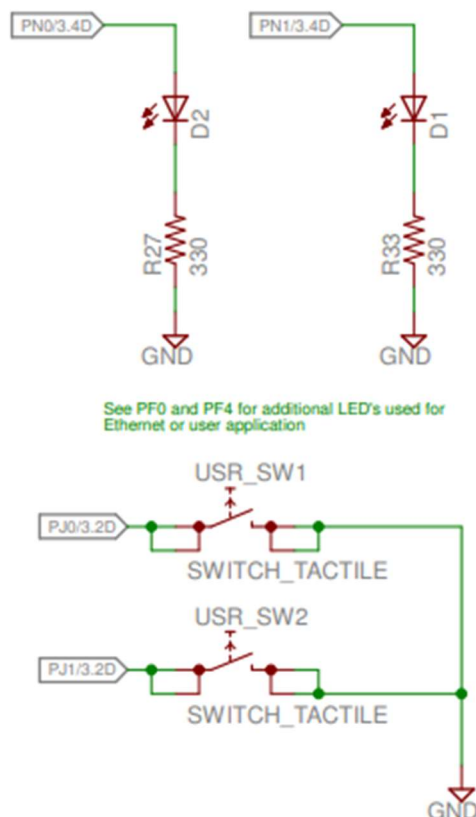 PN0/3.4D
PN1/3.4D
D2
D1
R27
330
R33
330
GND
GND
See PF0 and PF4 for additional LED's used for
Ethernet or user application
USR_SW1
PJ0/3.2D
SWITCH_TACTILE
USR_SW2
PJ1/3.2D
SWITCH_TACTILE
GND